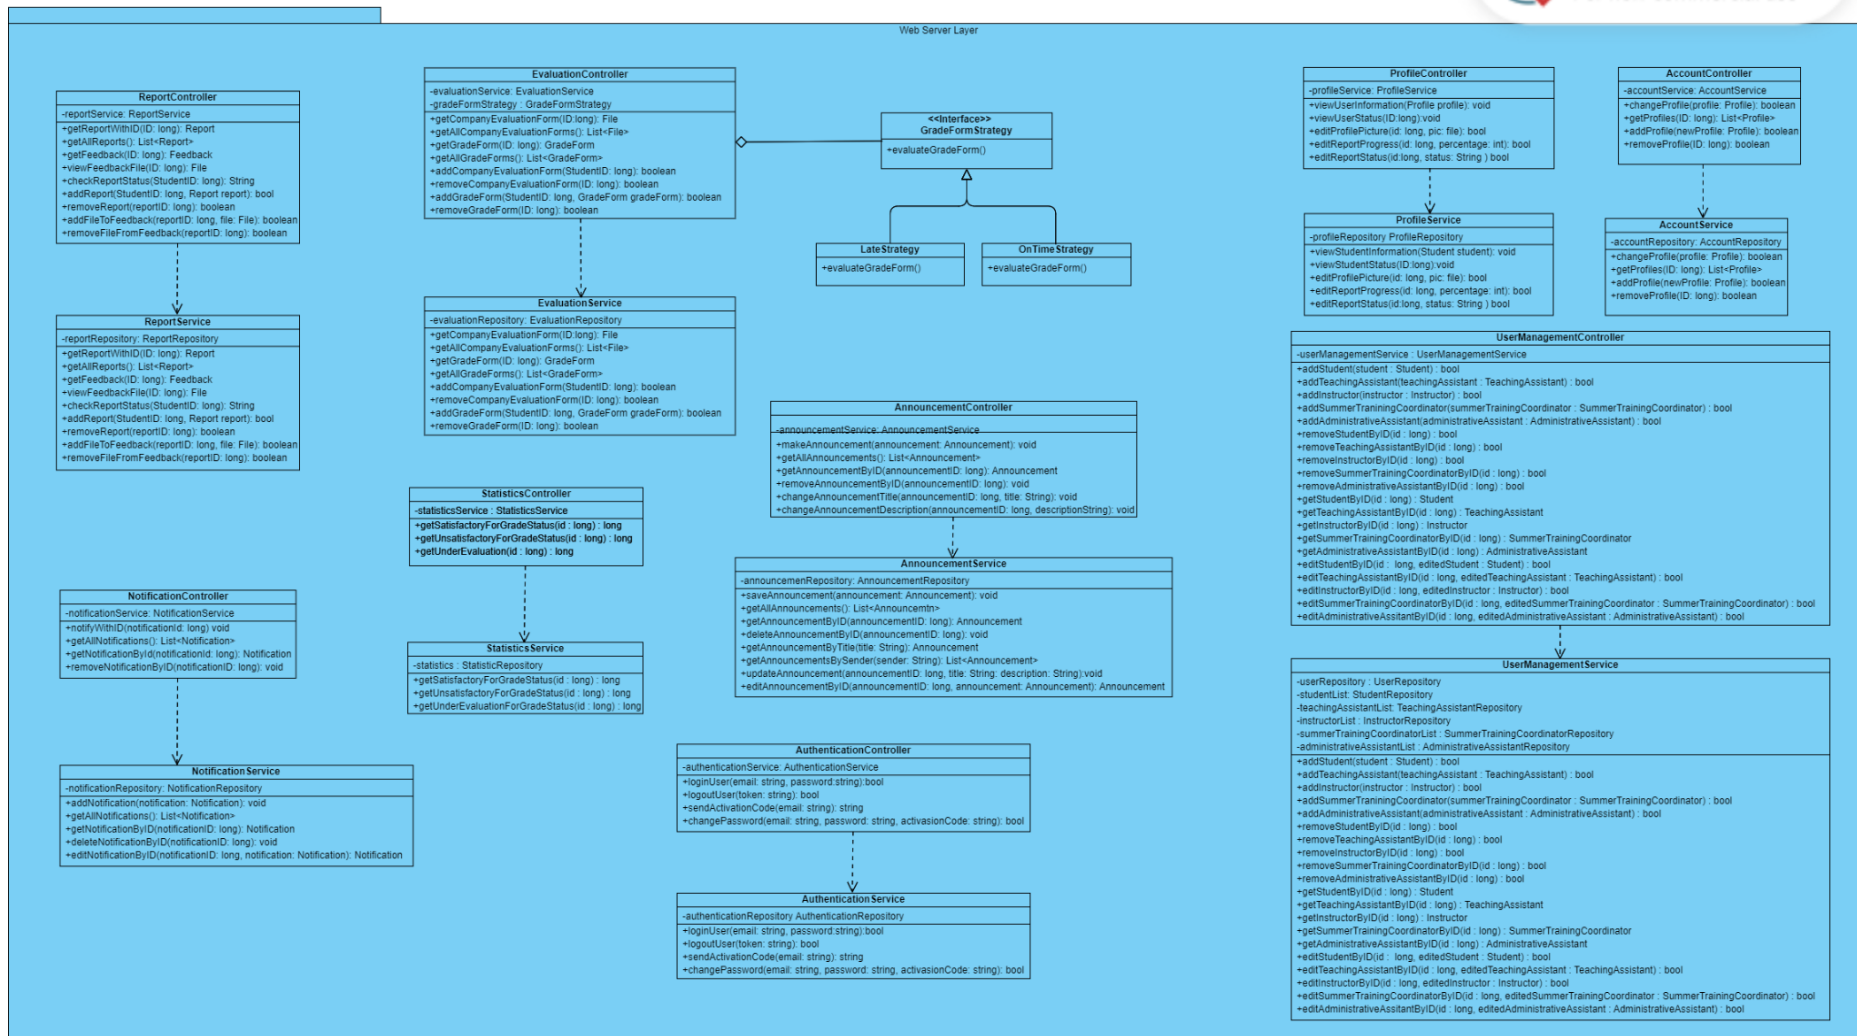 Web Server Layer
ReportController
-reportService: ReportService
+getReportWithID(ID: long): Report
+getAllReports(): List<Report>
+getFeedback(ID: long): Feedback
+viewFeedbackFile(ID: long): File
+checkReportStatus(StudentID: long): String
+addReport(StudentID: long, Report report): bool
+removeReport(reportID: long): boolean
+addFileToFeedback(reportID: long, file: File): boolean
+removeFileFromFeedback(reportID: long): boolean
ReportService
-reportRepository: ReportRepository
+getReportWithID(ID: long): Report
+getAllReports(): List<Report>
+getFeedback(ID: long): Feedback
+viewFeedbackFile(ID: long): File
+checkReportStatus(StudentID: long): String
+addReport(StudentID: long, Report report): bool
+removeReport(reportID: long): boolean
+addFileToFeedback(reportID: long, file: File): boolean
+removeFileFromFeedback(reportID: long): boolean
EvaluationController
-evaluationService: EvaluationService
-gradeFormStrategy : GradeFormStrategy
+getCompanyEvaluationForm(ID:long): File
+getAllCompanyEvaluationForms(): List<File>
+getGradeForm(ID: long): GradeForm
+getAllGradeForms(): List<GradeForm>
+addCompanyEvaluationForm(StudentID: long): boolean
+removeCompanyEvaluationForm(ID: long): boolean
+addGradeForm(StudentID: long, GradeForm gradeForm): boolean
+removeGradeForm(ID: long): boolean
<<Interface>>
GradeFormStrategy
+evaluateGradeForm()
LateStrategy
+evaluateGradeForm()
OnTimeStrategy
+evaluateGradeForm()
EvaluationService
-evaluationRepository: EvaluationRepository
+getCompanyEvaluationForm(ID:long): File
+getAllCompanyEvaluationForms(): List<File>
+getGradeForm(ID: long): GradeForm
+getAllGradeForms(): List<GradeForm>
+addCompanyEvaluationForm(StudentID: long): boolean
+removeCompanyEvaluationForm(ID: long): boolean
+addGradeForm(StudentID: long, GradeForm gradeForm): boolean
+removeGradeForm(ID: long): boolean
ProfileController
-profileService: ProfileService
+viewUserInformation(Profile profile): void
+viewUserStatus(ID:long):void
+editProfilePicture(id: long, pic: file): bool
+editReportProgress(id: long, percentage: int): bool
+editReportStatus(id:long, status: String ) bool
ProfileService
-profileRepository ProfileRepository
+viewStudentInformation(Student student): void
+viewStudentStatus(ID:long):void
+editProfilePicture(id: long, pic: file): bool
+editReportProgress(id: long, percentage: int): bool
+editReportStatus(id:long, status: String ) bool
AccountController
-accountService: AccountService
+changeProfile(profile: Profile): boolean
+getProfiles(ID: long): List<Profile>
+addProfile(newProfile: Profile): boolean
+removeProfile(ID: long): boolean
AccountService
-accountRepository: AccountRepository
+changeProfile(profile: Profile): boolean
+getProfiles(ID: long): List<Profile>
+addProfile(newProfile: Profile): boolean
+removeProfile(ID: long): boolean
AnnouncementController
-announcementService: AnnouncementService
+makeAnnouncement(announcement: Announcement): void
+getAllAnnouncements(): List<Announcement>
+getAnnouncementByID(announcementID: long): Announcement
+removeAnnouncementByID(announcementID: long): void
+changeAnnouncementTitle(announcementID: long, title: String): void
+changeAnnouncementDescription(announcementID: long, descriptionString): void
AnnouncementService
-announcemenRepository: AnnouncementRepository
+saveAnnouncement(announcement: Announcement): void
+getAllAnnouncements(): List<Announcemtn>
+getAnnouncementByID(announcementID: long): Announcement
+deleteAnnouncementByID(announcementID: long): void
+getAnnouncementByTitle(title: String): Announcement
+getAnnouncementsBySender(sender: String): List<Announcement>
+updateAnnouncement(announcementID: long, title: String: description: String):void
+editAnnouncementByID(announcementID: long, announcement: Announcement): Announcement
StatisticsController
-statisticsService : StatisticsService
+getSatisfactoryForGradeStatus(id : long) : long
+getUnsatisfactoryForGradeStatus(id : long) : long
+getUnderEvaluation(id : long) : long
StatisticsService
-statistics : StatisticRepository
+getSatisfactoryForGradeStatus(id : long) : long
+getUnsatisfactoryForGradeStatus(id : long) : long
+getUnderEvaluationForGradeStatus(id : long) : long
NotificationController
-notificationService: NotificationService
+notifyWithID(notificationId: long) void
+getAllNotifications(): List<Notification>
+getNotificationById(notificationId: long): Notification
+removeNotificationByID(notificationID: long): void
NotificationService
-notificationRepository: NotificationRepository
+addNotification(notification: Notification): void
+getAllNotifications(): List<Notification>
+getNotificationByID(notificationID: long): Notification
+deleteNotificationByID(notificationID: long): void
+editNotificationByID(notificationID: long, notification: Notification): Notification
AuthenticationController
-authenticationService: AuthenticationService
+loginUser(email: string, password:string):bool
+logoutUser(token: string): bool
+sendActivationCode(email: string): string
+changePassword(email: string, password: string, activasionCode: string): bool
AuthenticationService
-authenticationRepository AuthenticationRepository
+loginUser(email: string, password:string):bool
+logoutUser(token: string): bool
+sendActivationCode(email: string): string
+changePassword(email: string, password: string, activasionCode: string): bool
UserManagementController
-userManagementService : UserManagementService
+addStudent(student : Student) : bool
+addTeachingAssistant(teachingAssistant : TeachingAssistant) : bool
+addInstructor(instructor : Instructor) : bool
+addSummerTraniningCoordinator(summerTrainingCoordinator : SummerTrainingCoordinator) : bool
+addAdministrativeAssistant(administrativeAssistant : AdministrativeAssistant) : bool
+removeStudentByID(id : long) : bool
+removeTeachingAssistantByID(id : long) : bool
+removeInstructorByID(id : long) : bool
+removeSummerTrainingCoordinatorByID(id : long) : bool
+removeAdministrativeAssistantByID(id : long) : bool
+getStudentByID(id : long) : Student
+getTeachingAssistantByID(id : long) : TeachingAssistant
+getInstructorByID(id : long) : Instructor
+getSummerTrainingCoordinatorByID(id : long) : SummerTrainingCoordinator
+getAdministrativeAssistantByID(id : long) : AdministrativeAssistant
+editStudentByID(id : long, editedStudent : Student) : bool
+editTeachingAssistantByID(id : long, editedTeachingAssistant : TeachingAssistant) : bool
+editInstructorByID(id : long, editedInstructor : Instructor) : bool
+editSummerTrainingCoordinatorByID(id : long, editedSummerTrainingCoordinator : SummerTrainingCoordinator) : bool
+editAdministrativeAssitantByID(id : long, editedAdministrativeAssistant : AdministrativeAssistant) : bool
UserManagementService
-userRepository : UserRepository
-studentList: StudentRepository
-teachingAssistantList: TeachingAssistantRepository
-instructorList : InstructorRepository
-summerTrainingCoordinatorList : SummerTrainingCoordinatorRepository
-administrativeAssistantList : AdministrativeAssistantRepository
+addStudent(student : Student) : bool
+addTeachingAssistant(teachingAssistant : TeachingAssistant) : bool
+addInstructor(instructor : Instructor) : bool
+addSummerTraniningCoordinator(summerTrainingCoordinator : SummerTrainingCoordinator) : bool
+addAdministrativeAssistant(administrativeAssistant : AdministrativeAssistant) : bool
+removeStudentByID(id : long) : bool
+removeTeachingAssistantByID(id : long) : bool
+removeInstructorByID(id : long) : bool
+removeSummerTrainingCoordinatorByID(id : long) : bool
+removeAdministrativeAssistantByID(id : long) : bool
+getStudentByID(id : long) : Student
+getTeachingAssistantByID(id : long) : TeachingAssistant
+getInstructorByID(id : long) : Instructor
+getSummerTrainingCoordinatorByID(id : long) : SummerTrainingCoordinator
+getAdministrativeAssistantByID(id : long) : AdministrativeAssistant
+editStudentByID(id : long, editedStudent : Student) : bool
+editTeachingAssistantByID(id : long, editedTeachingAssistant : TeachingAssistant) : bool
+editInstructorByID(id : long, editedInstructor : Instructor) : bool
+editSummerTrainingCoordinatorByID(id : long, editedSummerTrainingCoordinator : SummerTrainingCoordinator) : bool
+editAdministrativeAssitantByID(id : long, editedAdministrativeAssistant : AdministrativeAssistant) : bool